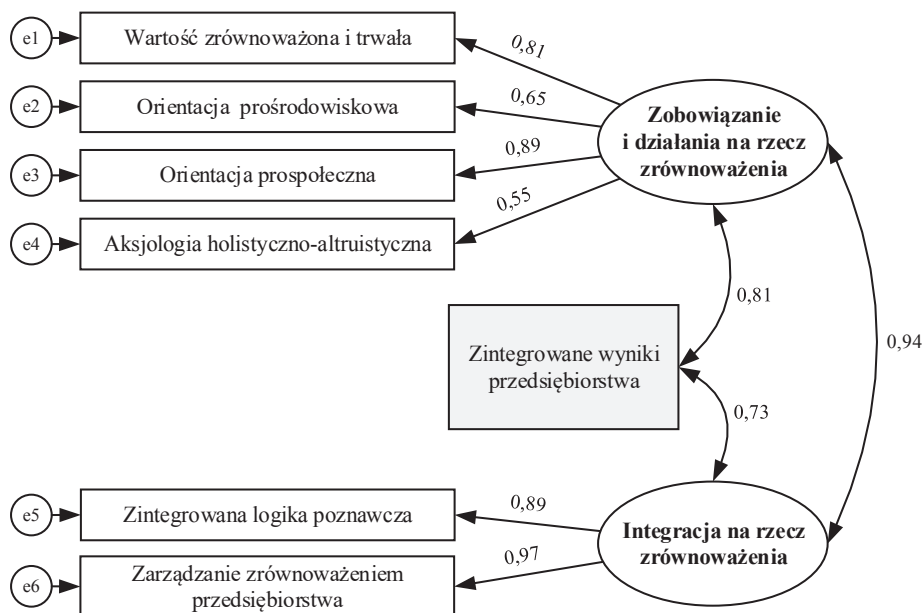 e1
Wartość zrównoważona i trwała
0,81
e2
Orientacja prośrodowiskowa
0,65
Zobowiązanie
i działania na rzecz
zrównoważenia
e3
Orientacja prospołeczna
0,89
e4
Aksjologia holistyczno-altruistyczna
0,55
0,81
Zintegrowane wyniki
przedsiębiorstwa
0,94
0,73
e5
Zintegrowana logika poznawcza
0,89
Integracja na rzecz
zrównoważenia
e6
Zarządzanie zrównoważeniem
przedsiębiorstwa
0,97